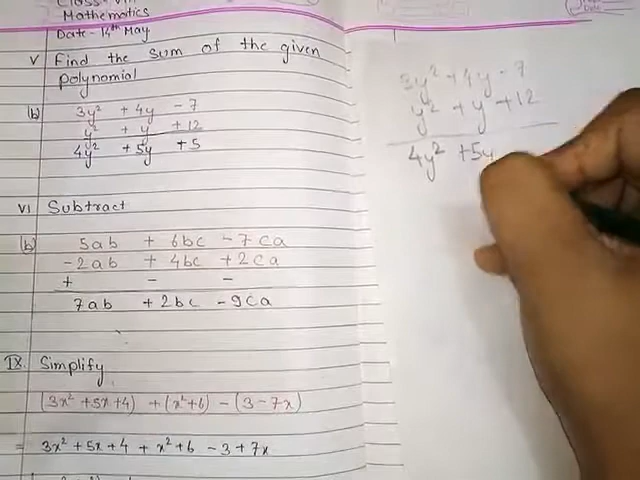 Mathematics
Date - 14th May
V Find the sum of the given
polynomial
(b) 3y² + 4y - 7
y² + y + 12
4y² + 5y + 5
VI Subtract
(b) 5ab + 6bc - 7ca
-2ab + 4bc + 2ca
+ - -
7ab + 2bc - 9ca
IX. Simplify
(3x² + 5x + 4) + (x² + 6) - (3 - 7x)
= 3x² + 5x + 4 + x² + 6 - 3 + 7x
3y² + 4y - 7
y² + y + 12
4y² + 5y